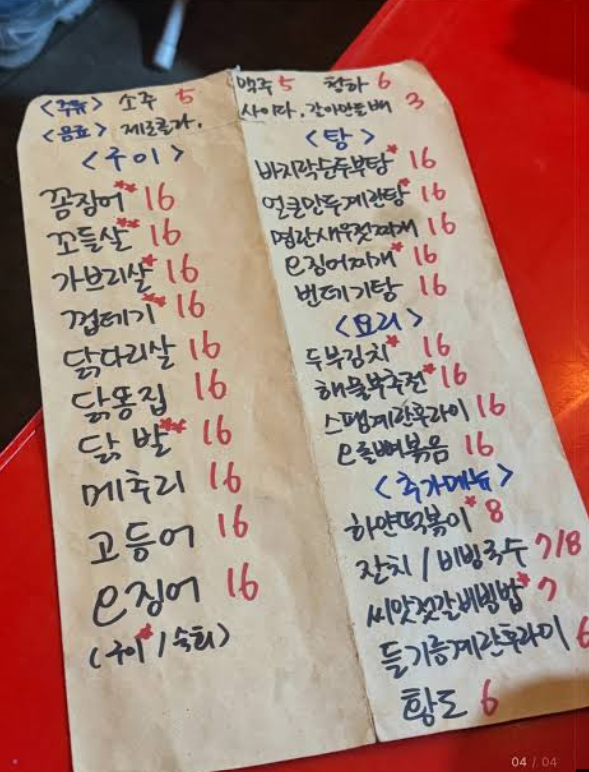 <주류> 소주 5 맥주 5 청하 6
<음료> 제로콜라, 사이다, 갈아만든배 3
<구이>
꼼장어** 16
꼬들살** 16
가브리살* 16
껍데기** 16
닭다리살 16
닭똥집 16
닭발** 16
메추리 16
고등어 16
오징어 16
(구이*/숙회)
<탕>
바지락순두부탕* 16
얼큰만두계란탕* 16
명란새우젓찌개 16
오징어찌개* 16
번데기탕 16
<요리>
두부김치* 16
해물부추전* 16
스팸계란후라이 16
오돌뼈볶음 16
<추가메뉴>
하얀떡볶이* 8
잔치/비빔국수 7/8
씨앗젓갈비빔밥* 7
들기름계란후라이 6
황도 6
04 / 04